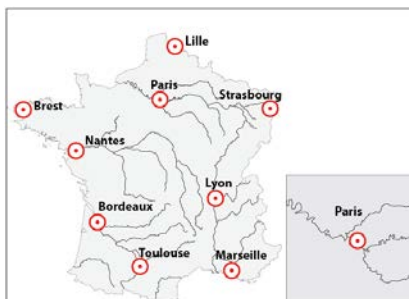 Lille
Paris
Strasbourg
Brest
Nantes
Lyon
Paris
Bordeaux
Toulouse
Marseille